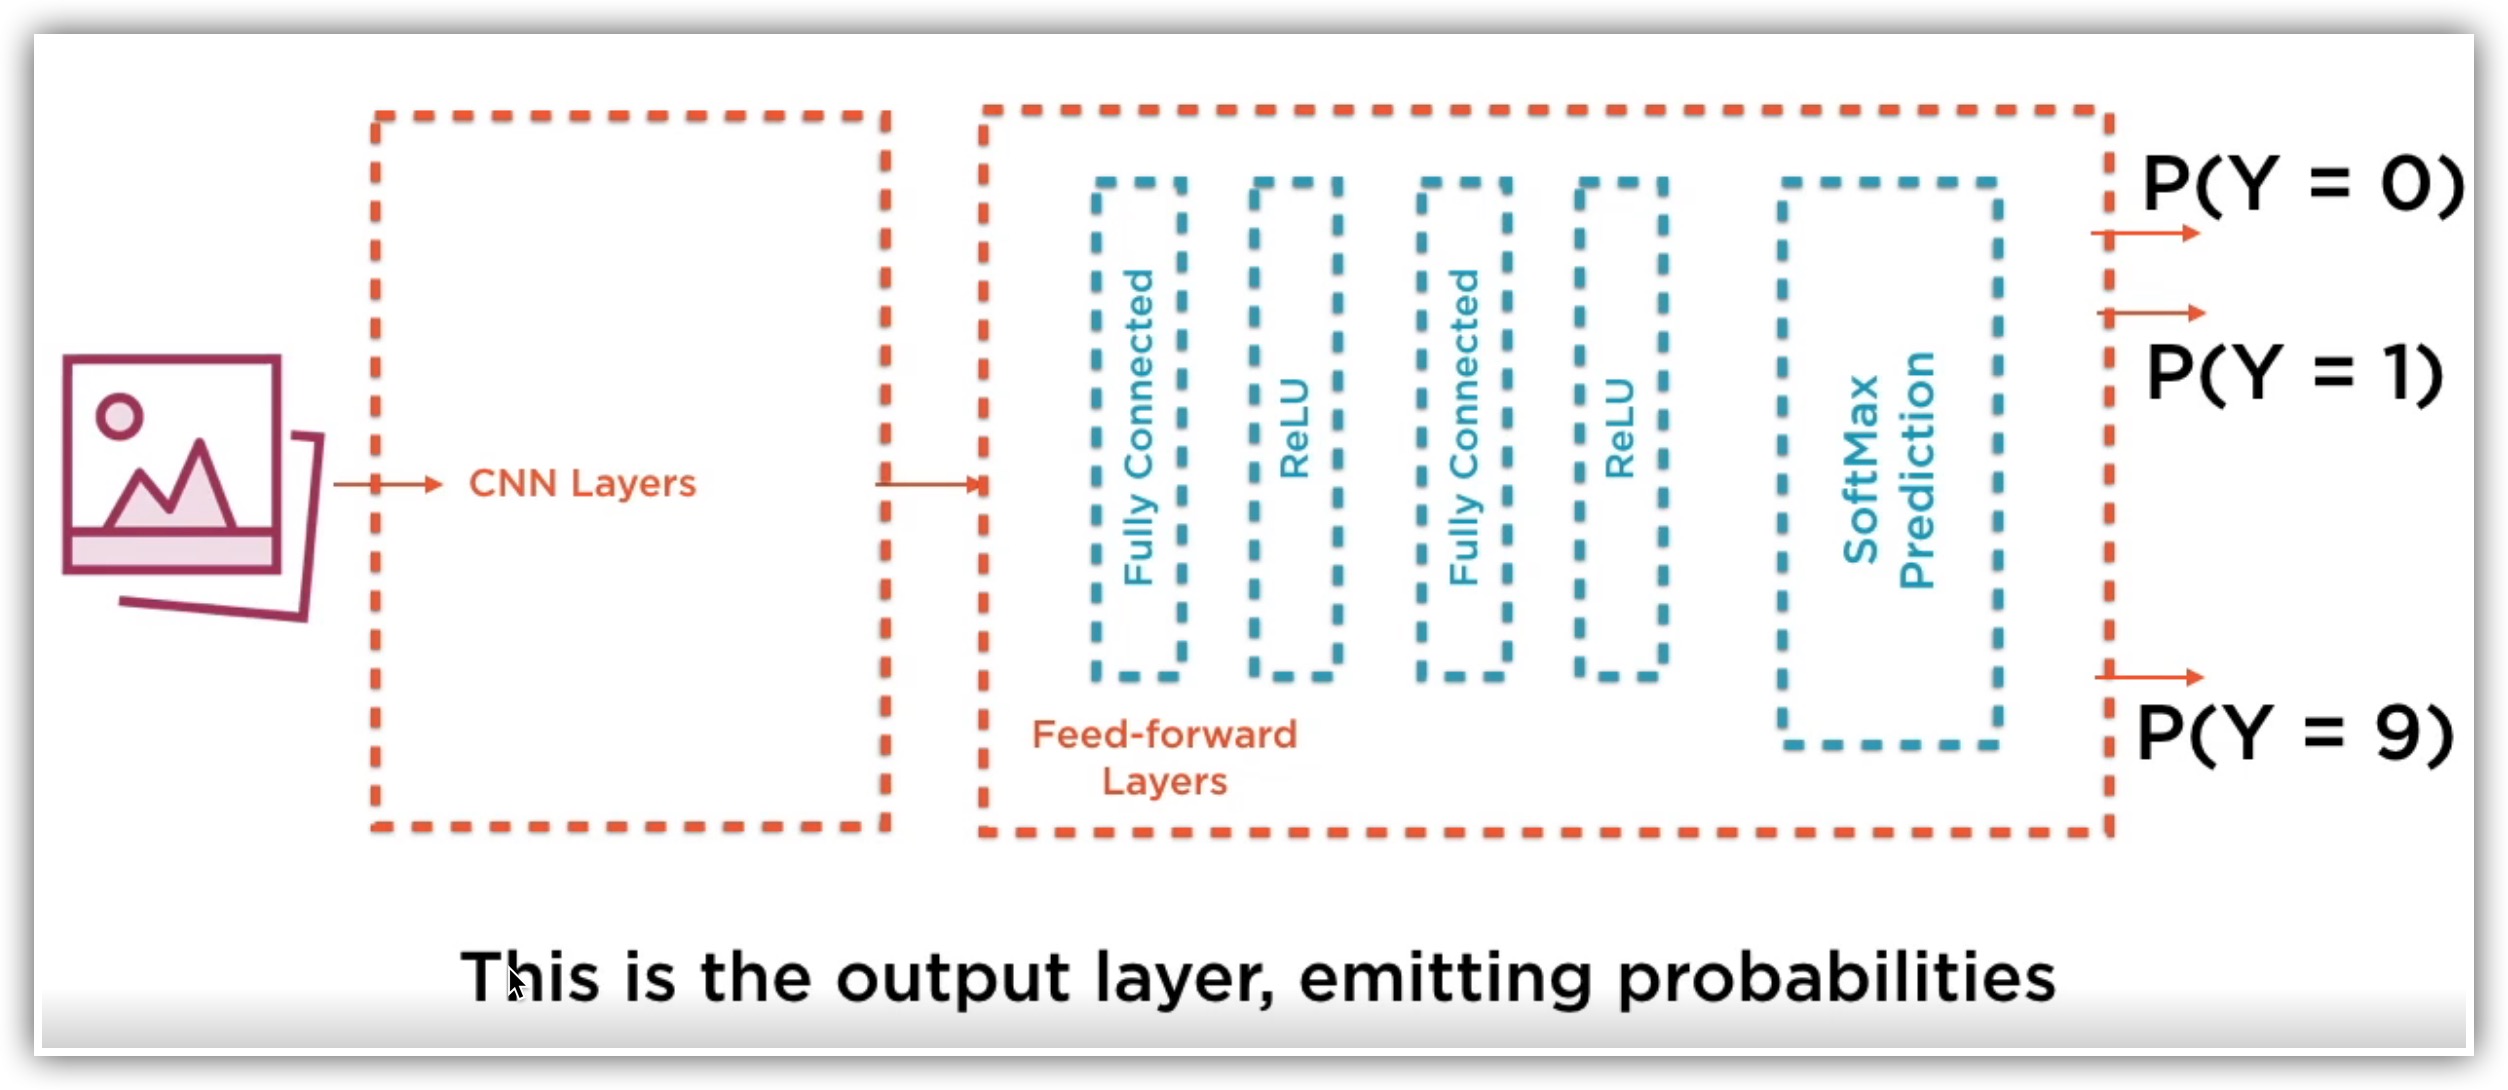 CNN Layers
Fully Connected
ReLU
Fully Connected
ReLU
SoftMax
Prediction
Feed-forward
Layers
P(Y = 0)
P(Y = 1)
P(Y = 9)
This is the output layer, emitting probabilities